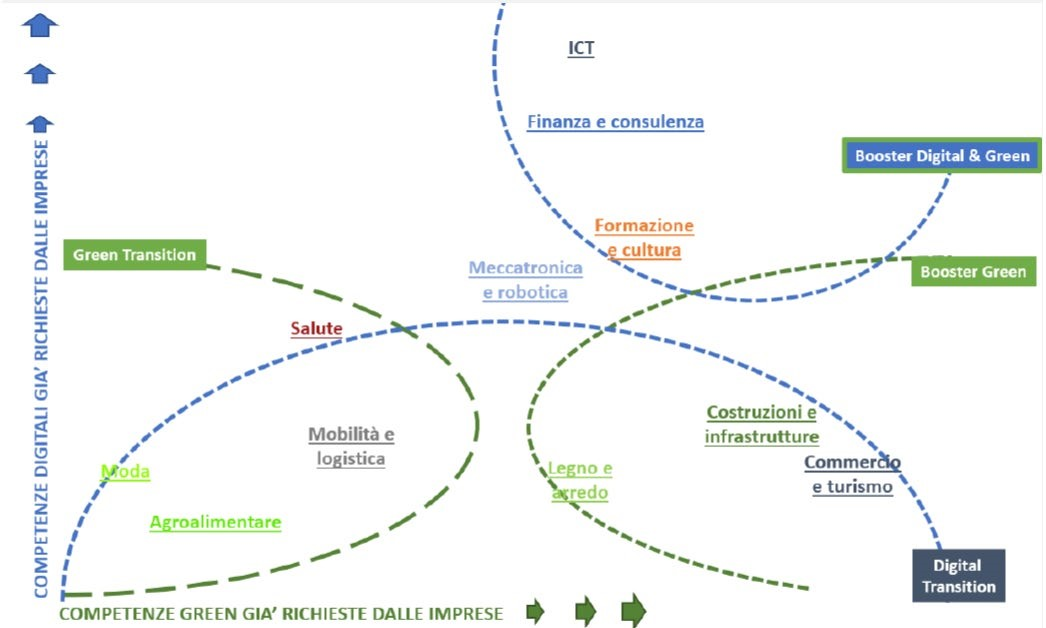 ICT
Finanza e consulenza
Booster Digital & Green
Formazione
e cultura
Green Transition
Meccatronica
e robotica
Booster Green
Salute
Costruzioni e
infrastrutture
Mobilità e
logistica
Commercio
e turismo
Moda
Legno e
arredo
Agroalimentare
Digital
Transition
COMPETENZE DIGITALI GIA’ RICHIESTE DALLE IMPRESE
COMPETENZE GREEN GIA’ RICHIESTE DALLE IMPRESE